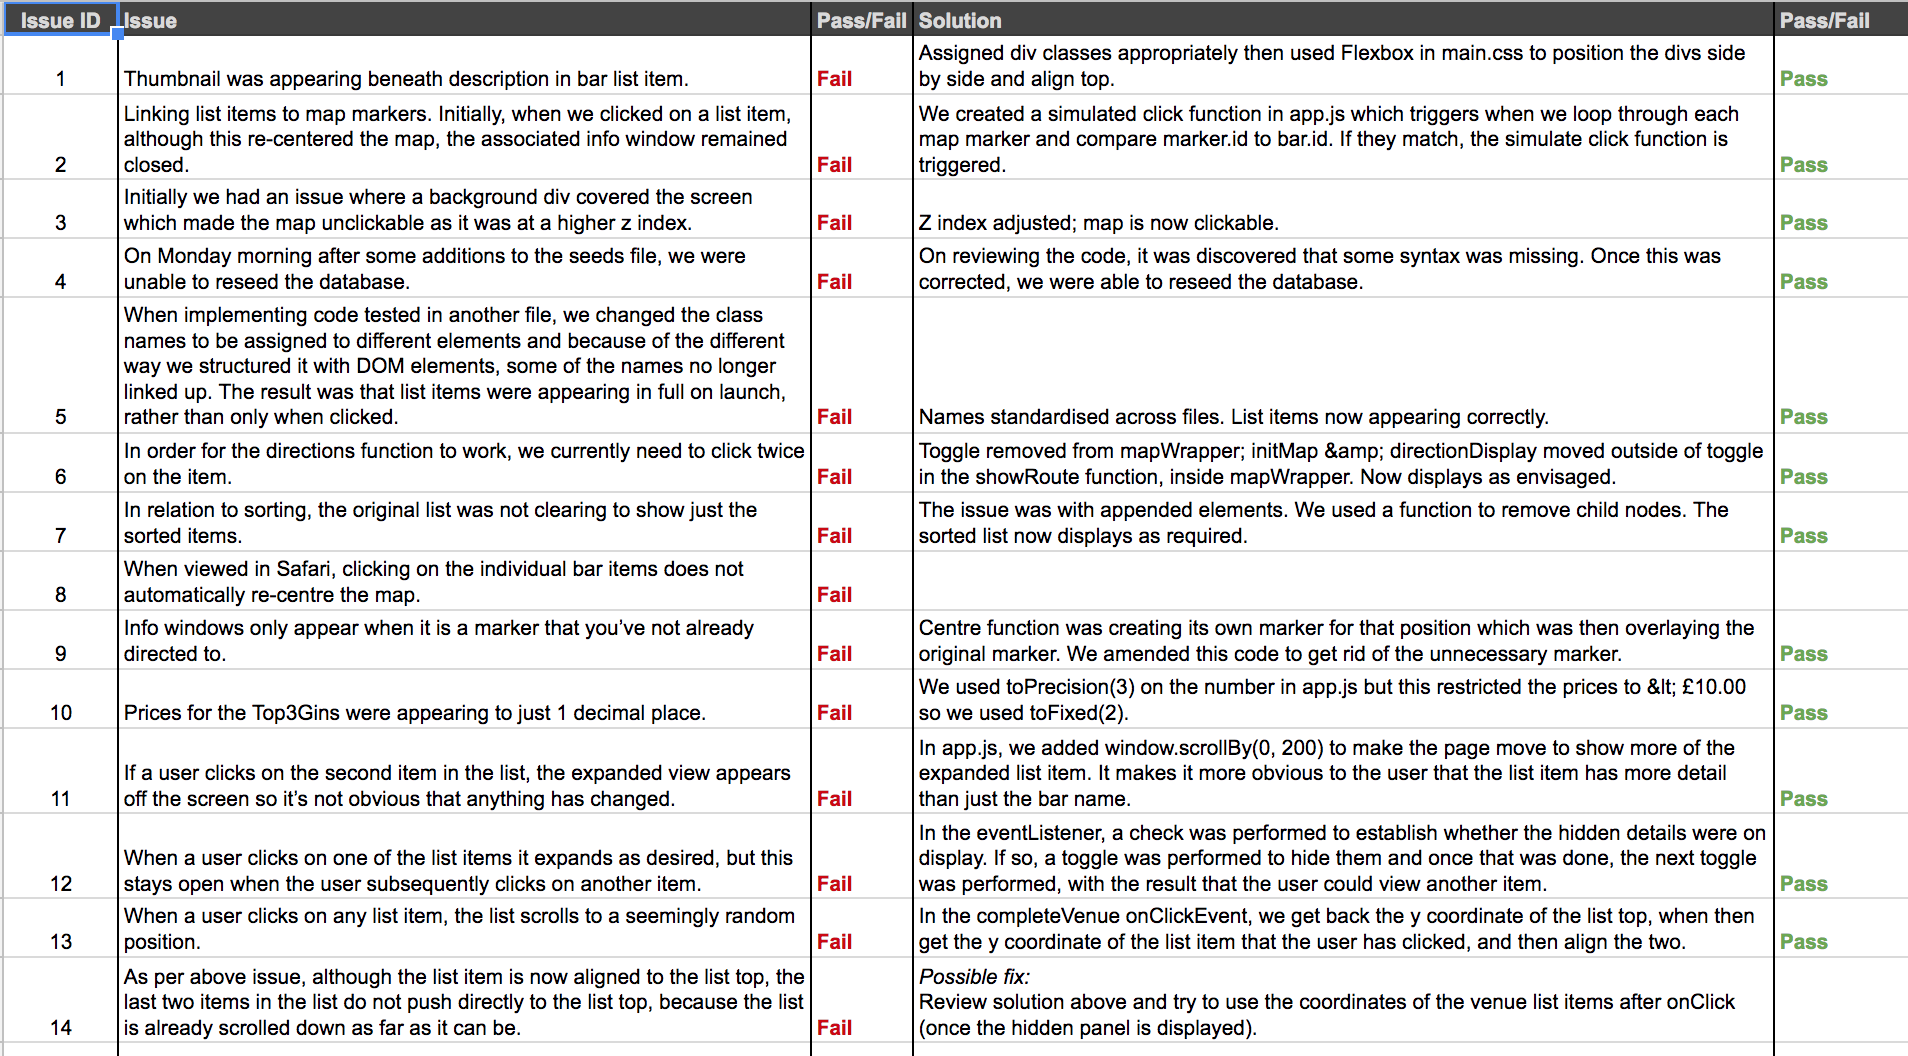 Issue ID Issue Pass/Fail Solution Pass/Fail
Assigned div classes appropriately then used Flexbox in main.css to position the divs side
1 Thumbnail was appearing beneath description in bar list item. Fail by side and align top. Pass
Linking list items to map markers. Initially, when we clicked on a list item, We created a simulated click function in app.js which triggers when we loop through each
although this re-centered the map, the associated info window remained map marker and compare marker.id to bar.id. If they match, the simulate click function is
2 closed. Fail triggered. Pass
Initially we had an issue where a background div covered the screen
3 which made the map unclickable as it was at a higher z index. Fail Z index adjusted; map is now clickable. Pass
On Monday morning after some additions to the seeds file, we were On reviewing the code, it was discovered that some syntax was missing. Once this was
4 unable to reseed the database. Fail corrected, we were able to reseed the database. Pass
When implementing code tested in another file, we changed the class
names to be assigned to different elements and because of the different
way we structured it with DOM elements, some of the names no longer
linked up. The result was that list items were appearing in full on launch,
5 rather than only when clicked. Fail Names standardised across files. List items now appearing correctly. Pass
In order for the directions function to work, we currently need to click twice Toggle removed from mapWrapper; initMap &amp; directionDisplay moved outside of toggle
6 on the item. Fail in the showRoute function, inside mapWrapper. Now displays as envisaged. Pass
In relation to sorting, the original list was not clearing to show just the The issue was with appended elements. We used a function to remove child nodes. The
7 sorted items. Fail sorted list now displays as required. Pass
When viewed in Safari, clicking on the individual bar items does not
8 automatically re-centre the map. Fail
Info windows only appear when it is a marker that you’ve not already Centre function was creating its own marker for that position which was then overlaying the
9 directed to. Fail original marker. We amended this code to get rid of the unnecessary marker. Pass
We used toPrecision(3) on the number in app.js but this restricted the prices to &lt; £10.00
10 Prices for the Top3Gins were appearing to just 1 decimal place. Fail so we used toFixed(2). Pass
In app.js, we added window.scrollBy(0, 200) to make the page move to show more of the
If a user clicks on the second item in the list, the expanded view appears expanded list item. It makes it more obvious to the user that the list item has more detail
11 off the screen so it’s not obvious that anything has changed. Fail than just the bar name. Pass
In the eventListener, a check was performed to establish whether the hidden details were on
When a user clicks on one of the list items it expands as desired, but this display. If so, a toggle was performed to hide them and once that was done, the next toggle
12 stays open when the user subsequently clicks on another item. Fail was performed, with the result that the user could view another item. Pass
When a user clicks on any list item, the list scrolls to a seemingly random In the completeVenue onClickEvent, we get back the y coordinate of the list top, when then
13 position. Fail get the y coordinate of the list item that the user has clicked, and then align the two. Pass
As per above issue, although the list item is now aligned to the list top, the Possible fix:
last two items in the list do not push directly to the list top, because the list Review solution above and try to use the coordinates of the venue list items after onClick
14 is already scrolled down as far as it can be. Fail (once the hidden panel is displayed).